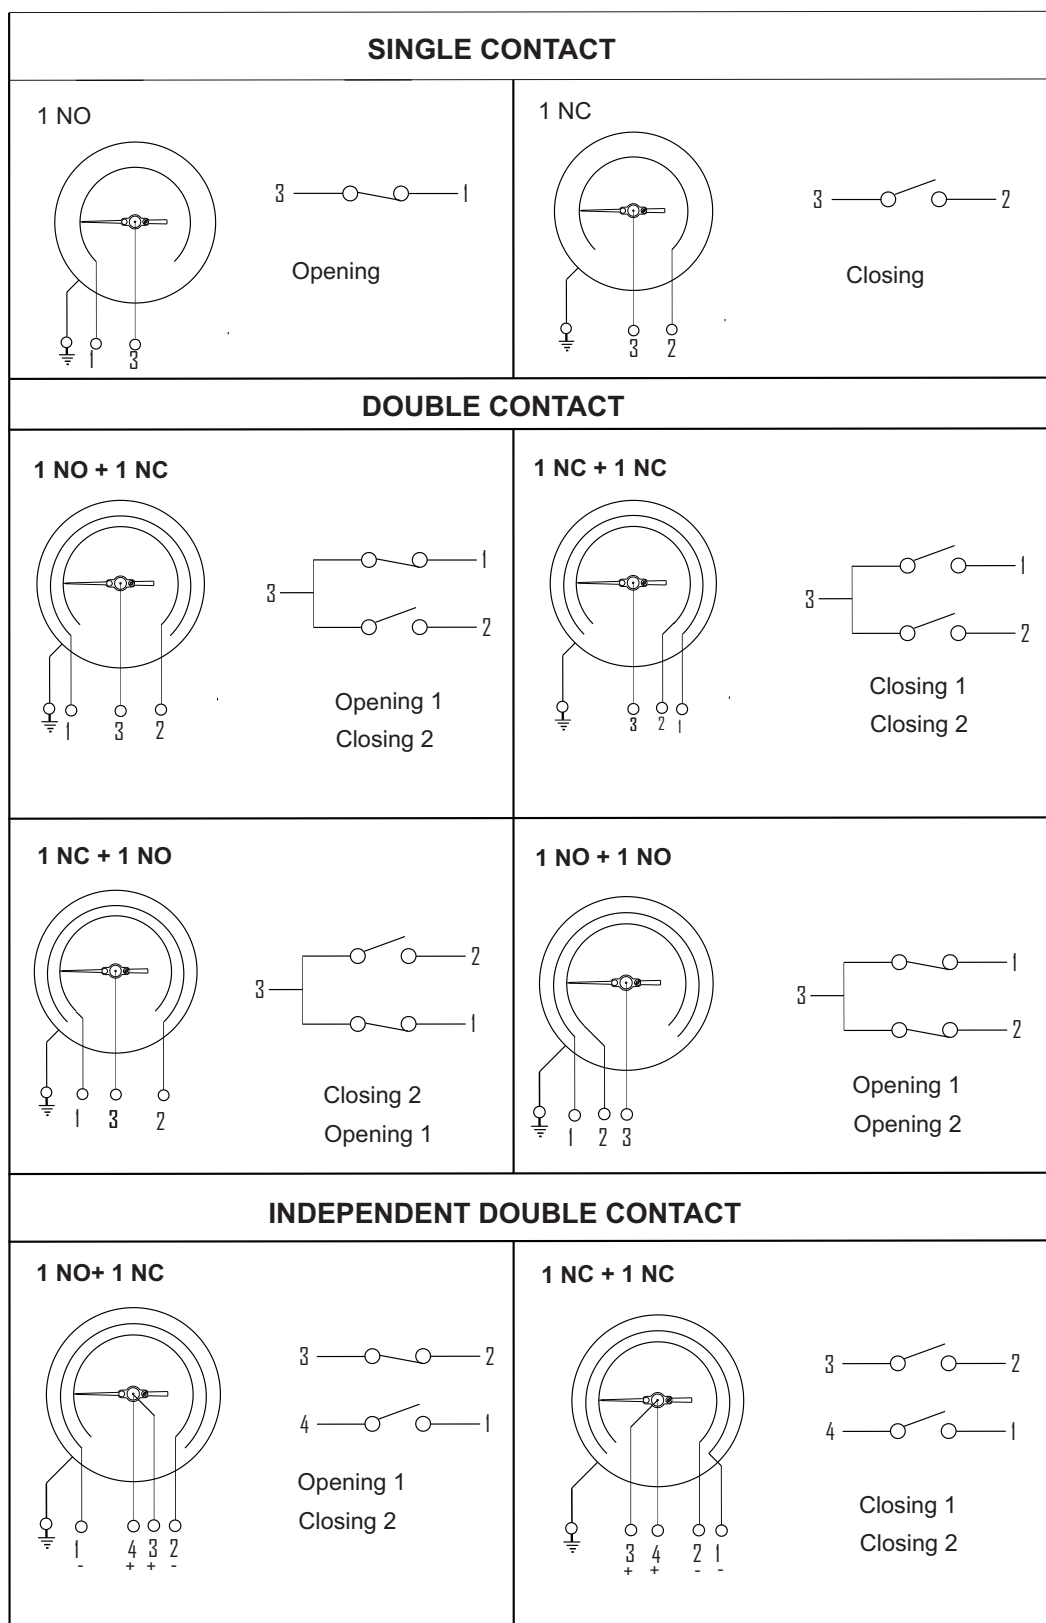 SINGLE CONTACT
1 NO
3 1
Opening
1 3
1 NC
3 2
Closing
3 2
DOUBLE CONTACT
1 NO + 1 NC
1
3
2
Opening 1
Closing 2
1 3 2
1 NC + 1 NC
1
3
2
Closing 1
Closing 2
3 2 1
1 NC + 1 NO
2
3
1
Closing 2
Opening 1
1 3 2
1 NO + 1 NO
1
3
2
Opening 1
Opening 2
1 2 3
INDEPENDENT DOUBLE CONTACT
1 NO+ 1 NC
3 2
4 1
Opening 1
Closing 2
1 4 3 2
- + + -
1 NC + 1 NC
3 2
4 1
Closing 1
Closing 2
3 4 2 1
+ + - -